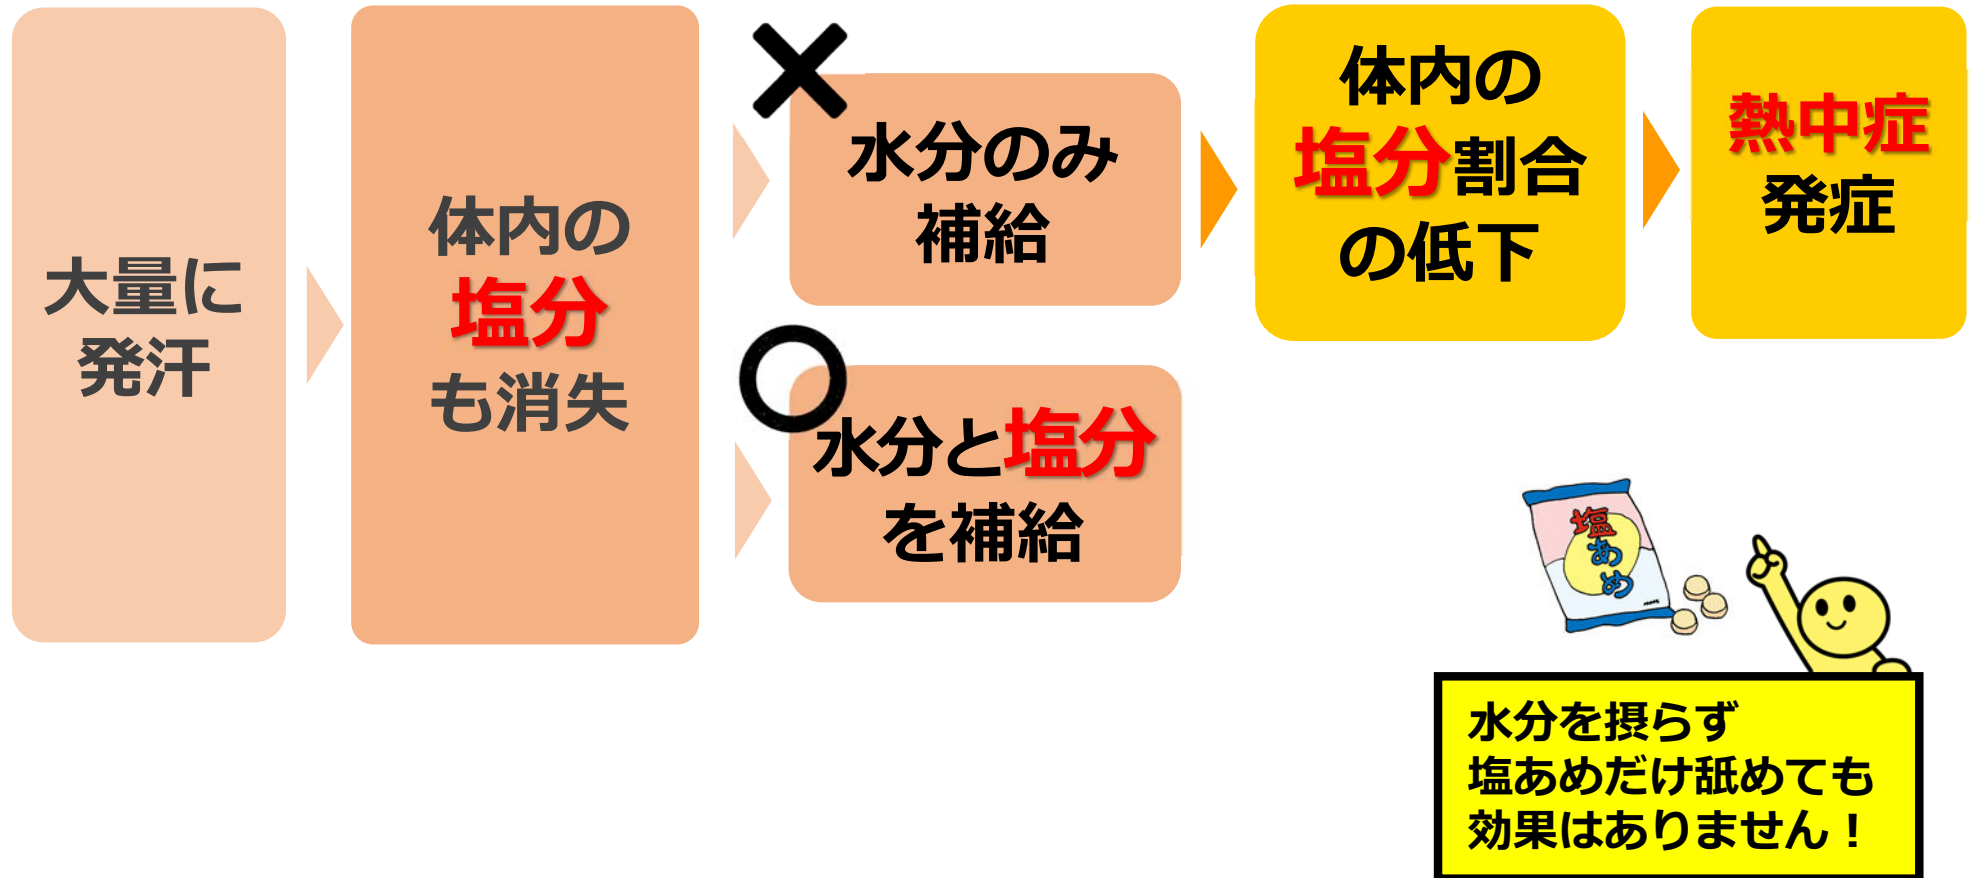 大量に
発汗
体内の
塩分
も消失
水分のみ
補給
体内の
塩分割合
の低下
熱中症
発症
水分と塩分
を補給
塩あめ
水分を摂らず
塩あめだけ舐めても
効果はありません！